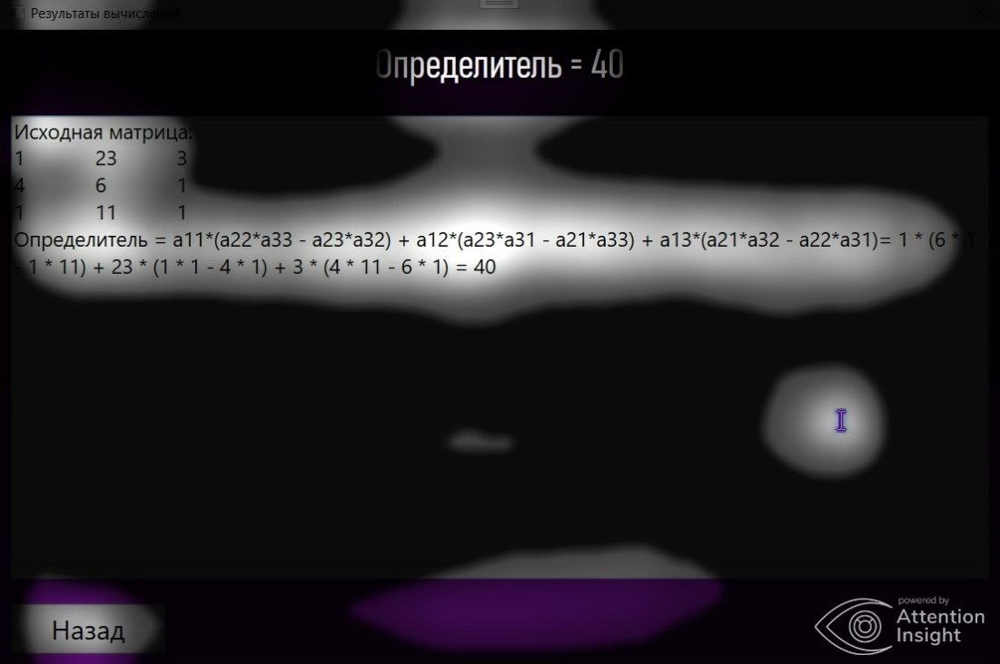 Результаты вычислений
Определитель = 40
Исходная матрица:
1 23 3
4 6 1
1 11 1
Определитель = a11*(a22*a33 - a23*a32) + a12*(a23*a31 - a21*a33) + a13*(a21*a32 - a22*a31)= 1 * (6 * 1
- 1 * 11) + 23 * (1 * 1 - 4 * 1) + 3 * (4 * 11 - 6 * 1) = 40
Назад
powered by
Attention
Insight